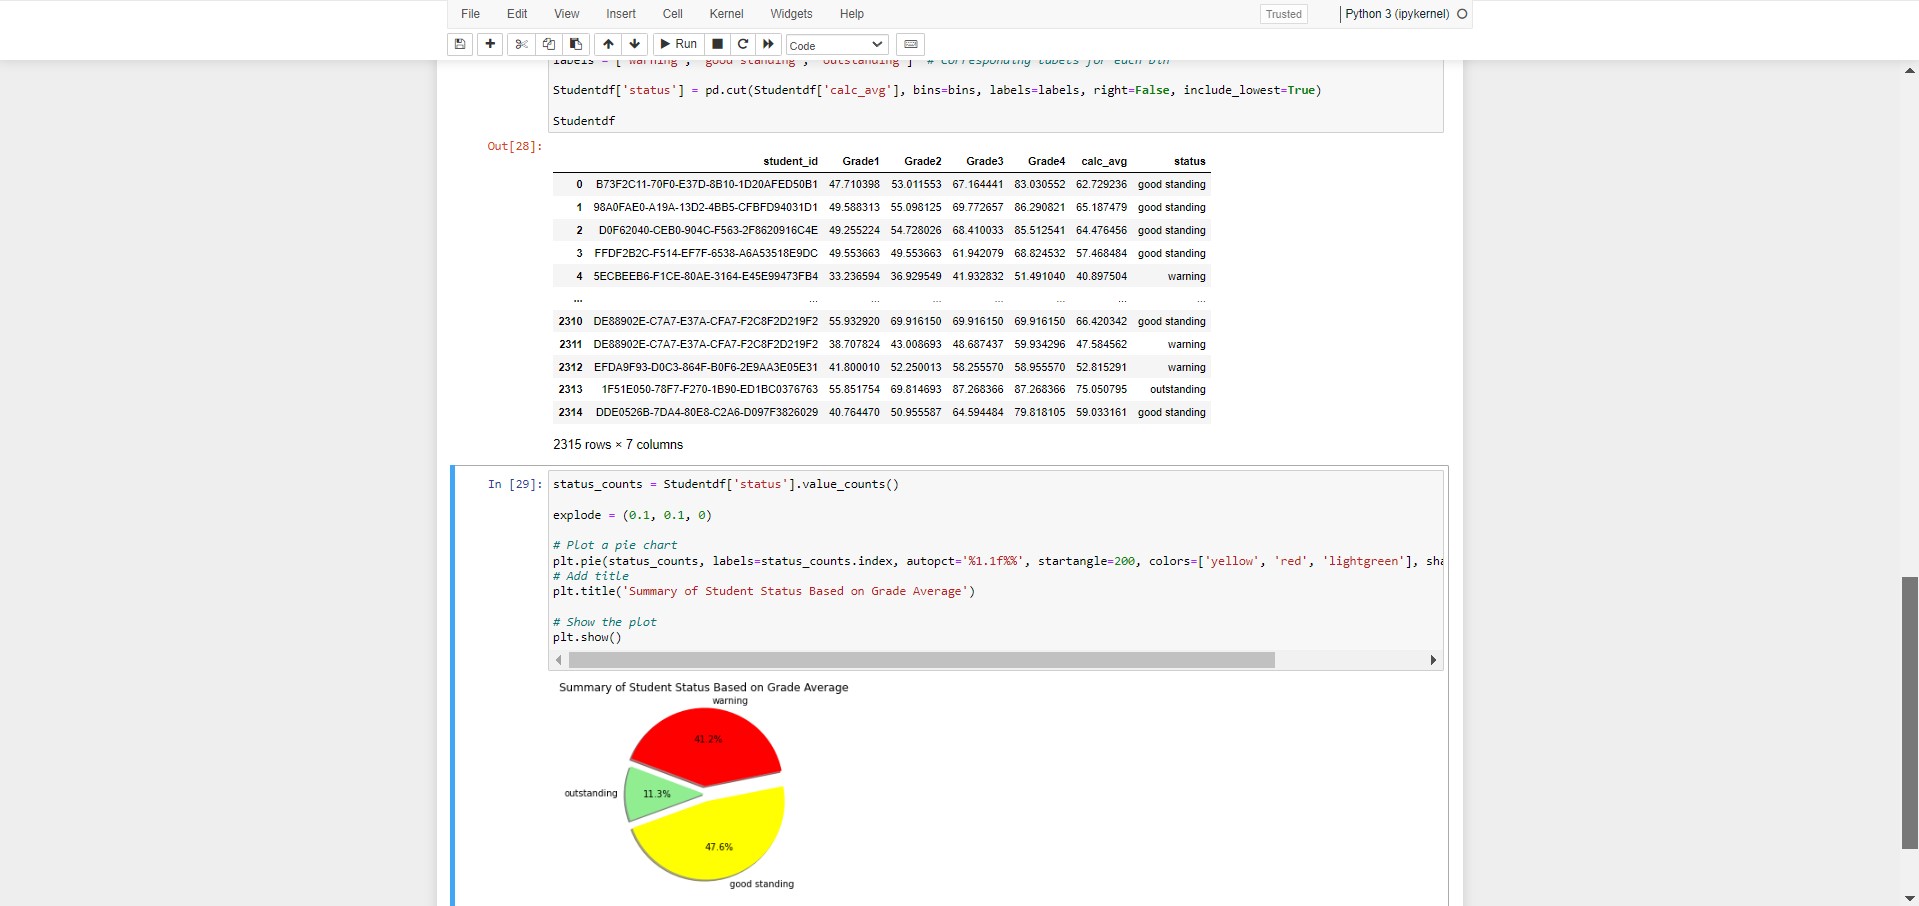 File Edit View Insert Cell Kernel Widgets Help Trusted Python 3 (ipykernel)
Run Code
labels = ["warning", "good standing", "outstanding"] # Corresponding labels for each bin
Studentdf['status'] = pd.cut(Studentdf['calc_avg'], bins=bins, labels=labels, right=False, include_lowest=True)
Studentdf
Out[28]:
student_id Grade1 Grade2 Grade3 Grade4 calc_avg status
0 B73F2C11-70F0-E37D-8B10-1D20AFED50B1 47.710398 53.011553 67.164441 83.030552 62.729236 good standing
1 98A0FAE0-A19A-13D2-4BB5-CFBFD94031D1 49.588313 55.098125 69.772657 86.290821 65.187479 good standing
2 D0F62040-CEB0-904C-F563-2F8620916C4E 49.255224 54.728026 68.410033 85.512541 64.476456 good standing
3 FFDF2B2C-F514-EF7F-6538-A6A53518E9DC 49.553663 49.553663 61.942079 68.824532 57.468484 good standing
4 5ECBEEB6-F1CE-80AE-3164-E45E99473FB4 33.236594 36.929549 41.932832 51.491040 40.897504 warning
... ... ... ... ... ... ... ...
2310 DE88902E-C7A7-E37A-CFA7-F2C8F2D219F2 55.932920 69.916150 69.916150 69.916150 66.420342 good standing
2311 DE88902E-C7A7-E37A-CFA7-F2C8F2D219F2 38.707824 43.008693 48.687437 59.934296 47.584562 warning
2312 EFDA9F93-D0C3-864F-B0F6-2E9AA3E05E31 41.800010 52.250013 58.255570 58.955570 52.815291 warning
2313 1F51E050-78F7-F270-1B90-ED1BC0376763 55.851754 69.814693 87.268366 87.268366 75.050795 outstanding
2314 DDE0526B-7DA4-80E8-C2A6-D097F3826029 40.764470 50.955587 64.594484 79.818105 59.033161 good standing
2315 rows × 7 columns
In [29]: status_counts = Studentdf['status'].value_counts()
explode = (0.1, 0.1, 0)
# Plot a pie chart
plt.pie(status_counts, labels=status_counts.index, autopct='%1.1f%%', startangle=200, colors=['yellow', 'red', 'lightgreen'], sha
# Add title
plt.title('Summary of Student Status Based on Grade Average')
# Show the plot
plt.show()
Summary of Student Status Based on Grade Average
warning
41.2%
outstanding 11.3%
47.6%
good standing